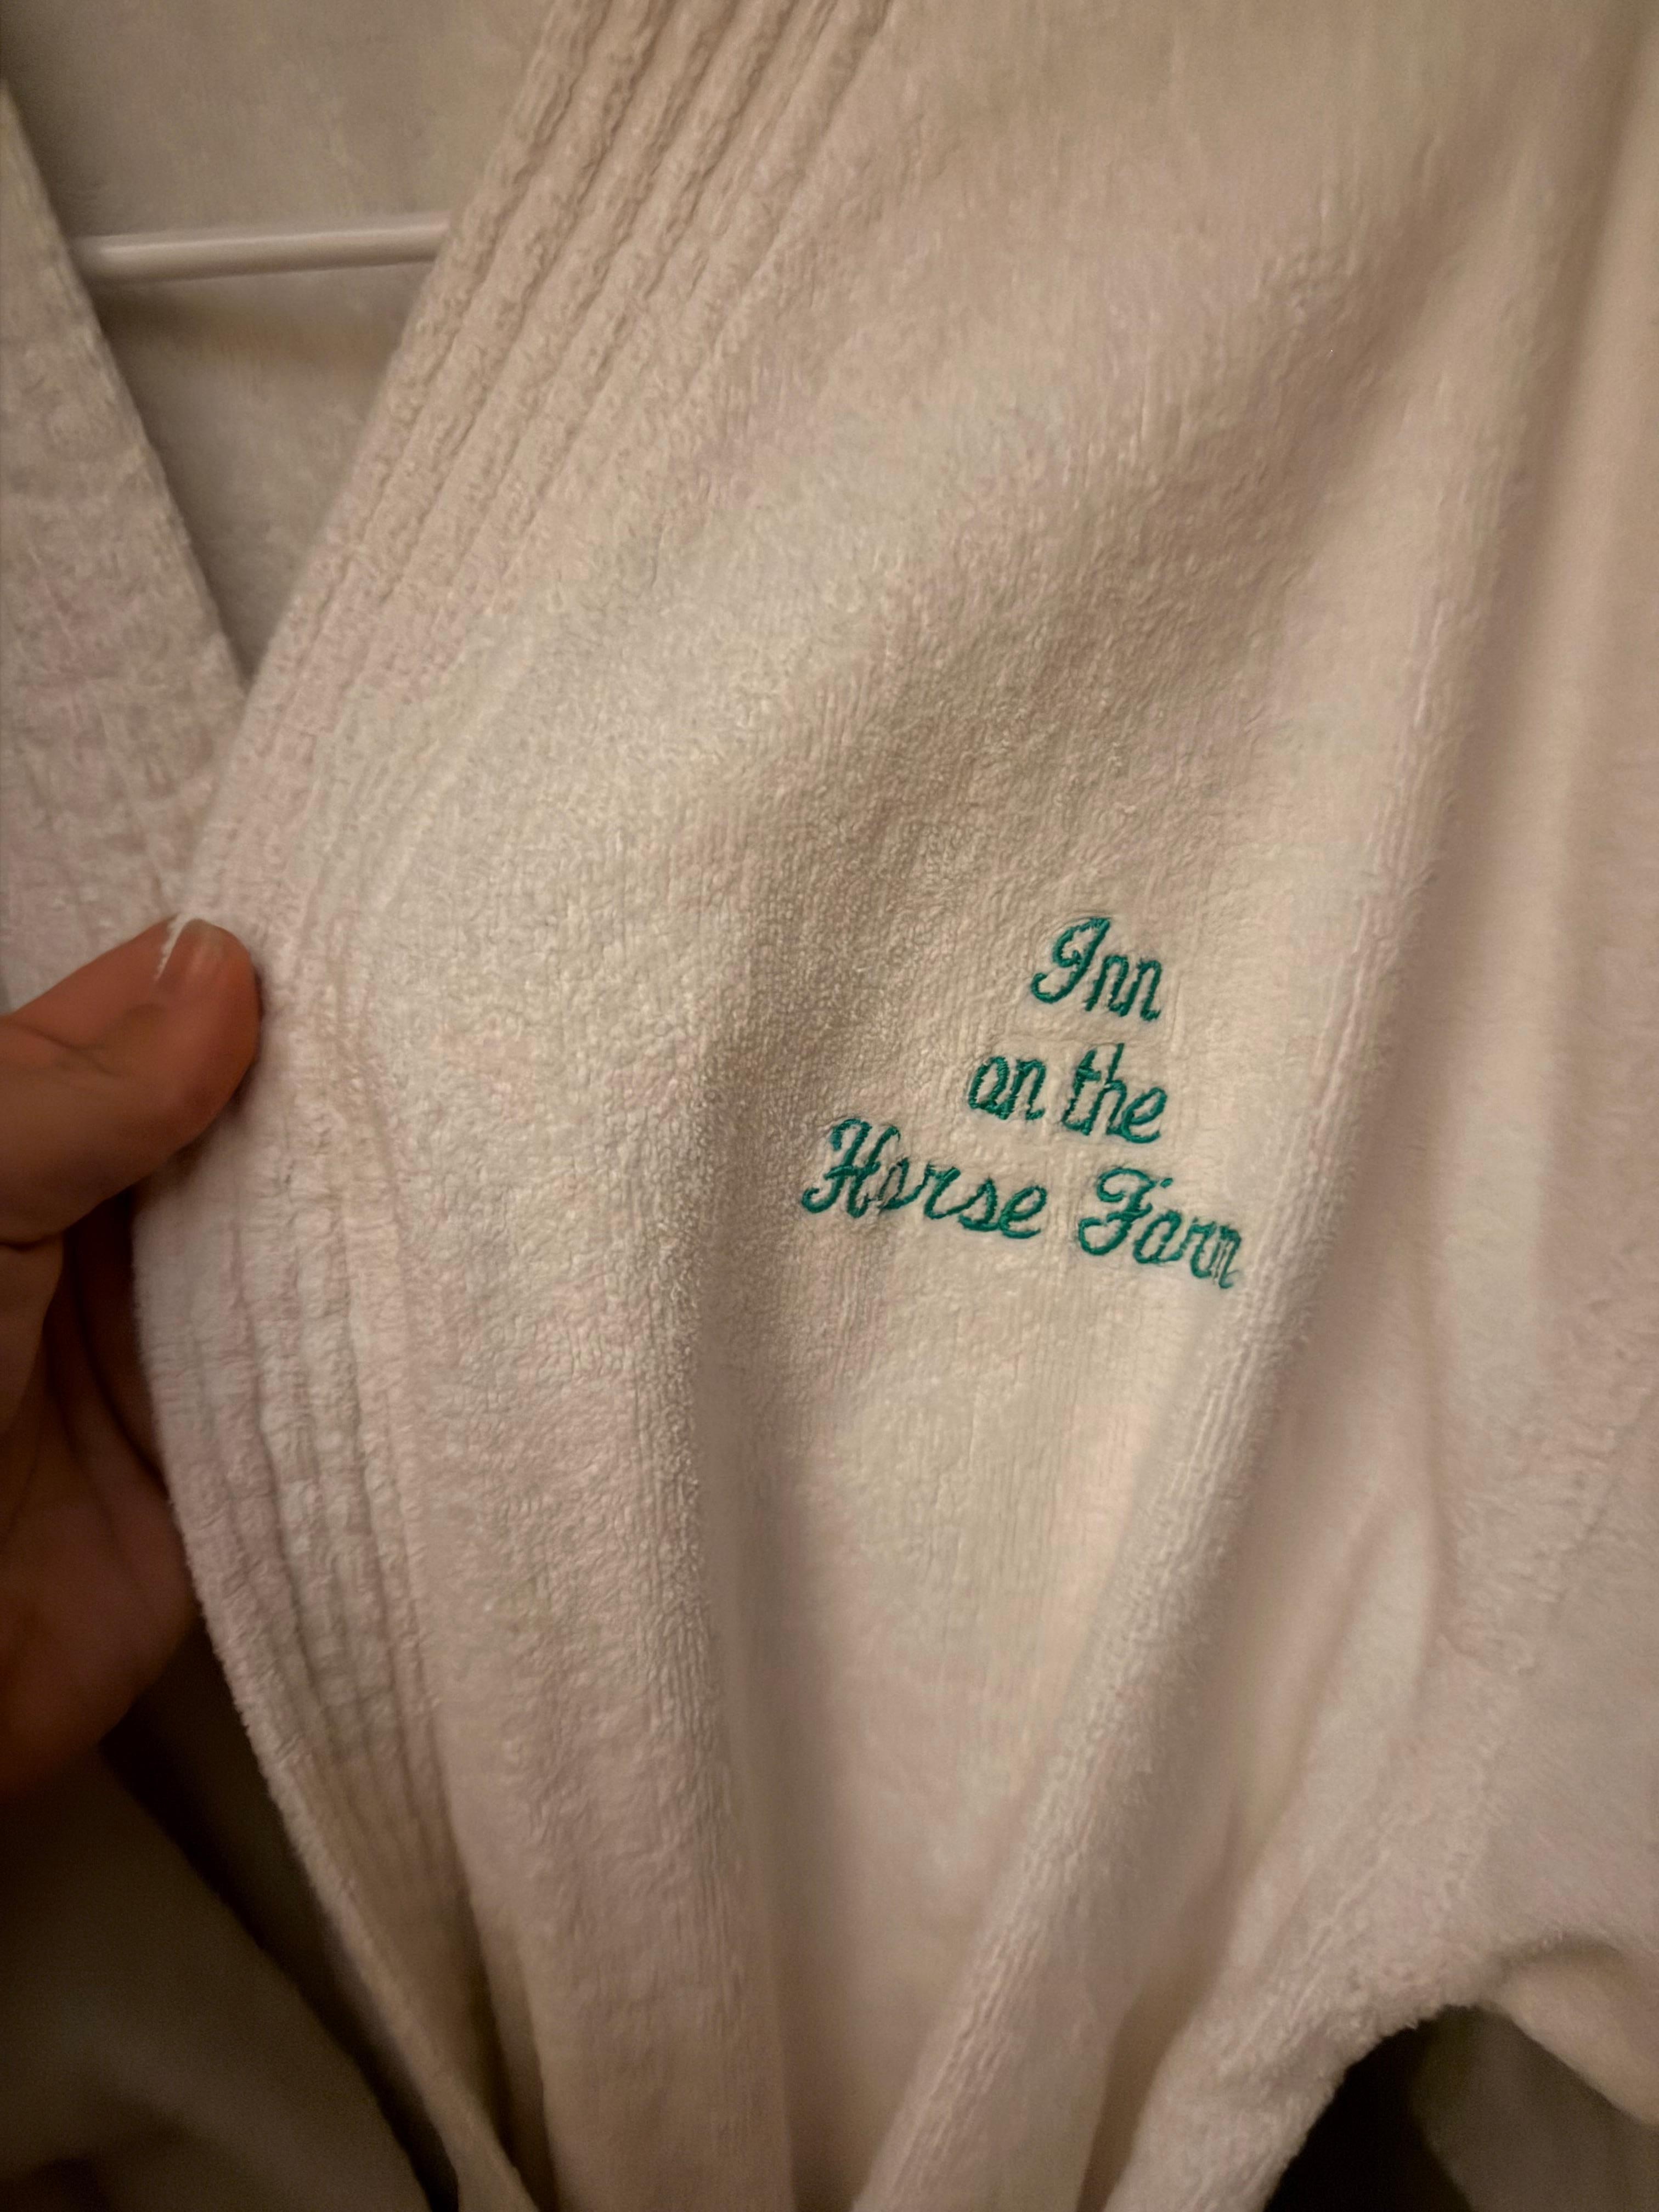 Inn
on the
Horse Farm